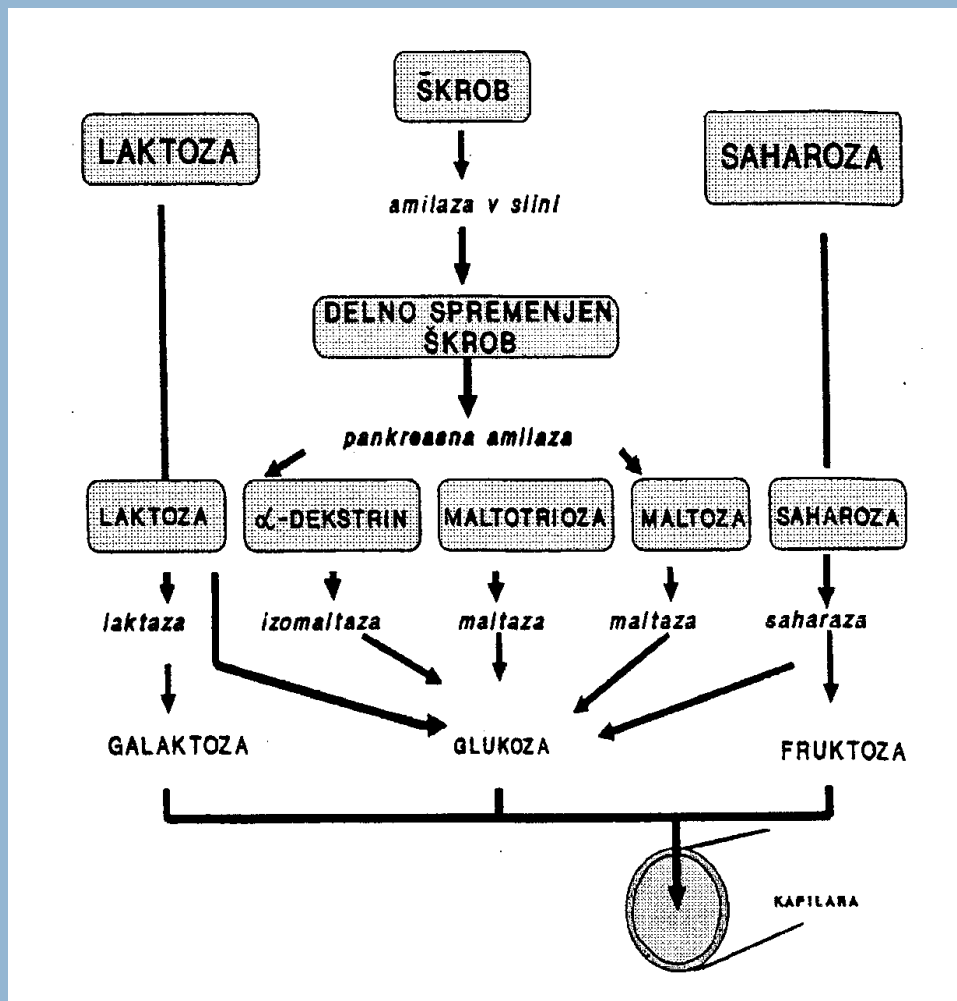 ŠKROB
LAKTOZA
SAHAROZA
amilaza v slini
DELNO SPREMENJEN
ŠKROB
pankreasna amilaza
LAKTOZA
α-DEKSTRIN
MALTOTRIOZA
MALTOZA
SAHAROZA
laktaza
izomaltaza
maltaza
maltaza
saharaza
GALAKTOZA
GLUKOZA
FRUKTOZA
KAPILARA